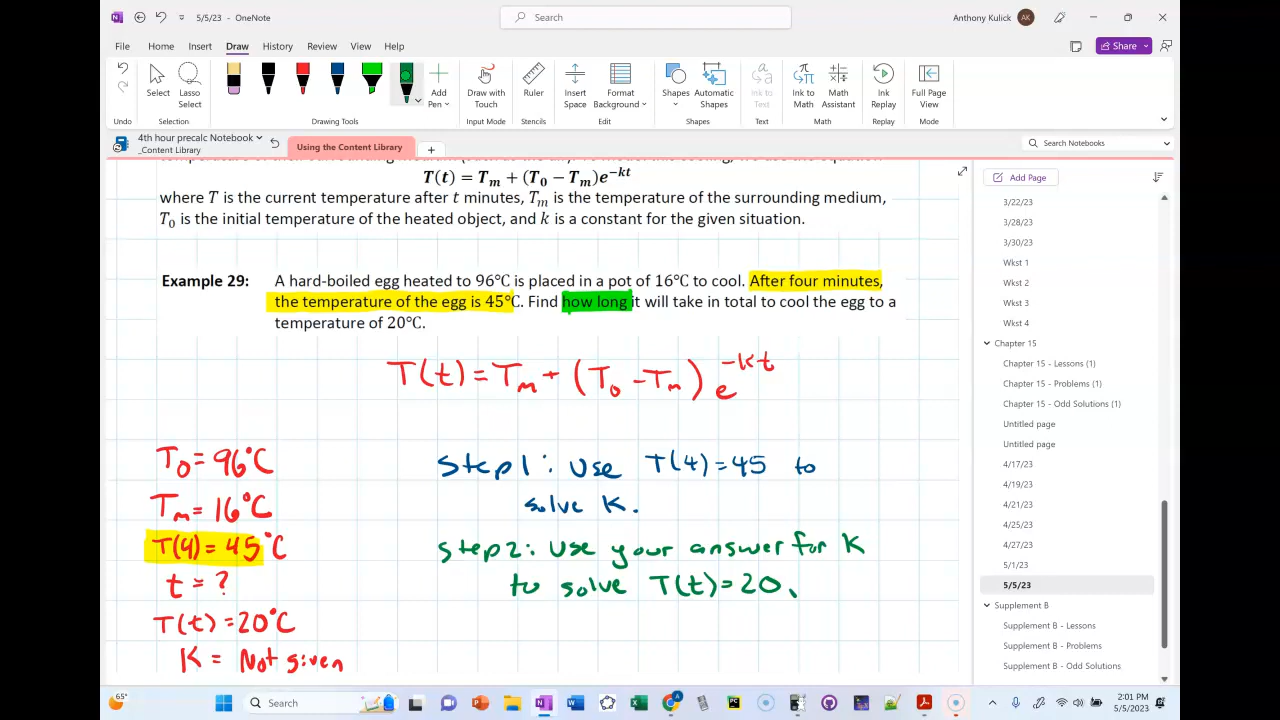 5/5/23 - OneNote
Search
Anthony Kulick
AK
File Home Insert Draw History Review View Help
Share
Select
Lasso Select
Add Pen
Draw with Touch
Ruler
Insert Space
Format Background
Shapes
Automatic Shapes
Ink to Text
Ink to Math
Math Assistant
Ink Replay
Full Page View
Undo Selection Drawing Tools Input Mode Stencils Edit Shapes Text Math Replay Mode
4th hour precalc Notebook
_Content Library
Using the Content Library
Search Notebooks
Add Page
T(t) = Tm + (T0 − Tm)e^−kt
where T is the current temperature after t minutes, Tm is the temperature of the surrounding medium,
T0 is the initial temperature of the heated object, and k is a constant for the given situation.
Example 29: A hard-boiled egg heated to 96°C is placed in a pot of 16°C to cool. After four minutes,
the temperature of the egg is 45°C. Find how long it will take in total to cool the egg to a
temperature of 20°C.
T(t) = Tm + (T0 - Tm) e^-kt
T0 = 96°C
Tm = 16°C
T(4) = 45°C
t = ?
T(t) = 20°C
K = Not given
Step 1: Use T(4) = 45 to
solve K.
Step 2: Use your answer for K
to solve T(t) = 20.
3/22/23
3/28/23
3/30/23
Wkst 1
Wkst 2
Wkst 3
Wkst 4
Chapter 15
Chapter 15 - Lessons (1)
Chapter 15 - Problems (1)
Chapter 15 - Odd Solutions (1)
Untitled page
Untitled page
4/17/23
4/19/23
4/21/23
4/25/23
4/27/23
5/1/23
5/5/23
Supplement B
Supplement B - Lessons
Supplement B - Problems
Supplement B - Odd Solutions
65°
Search
2:01 PM
5/5/2023